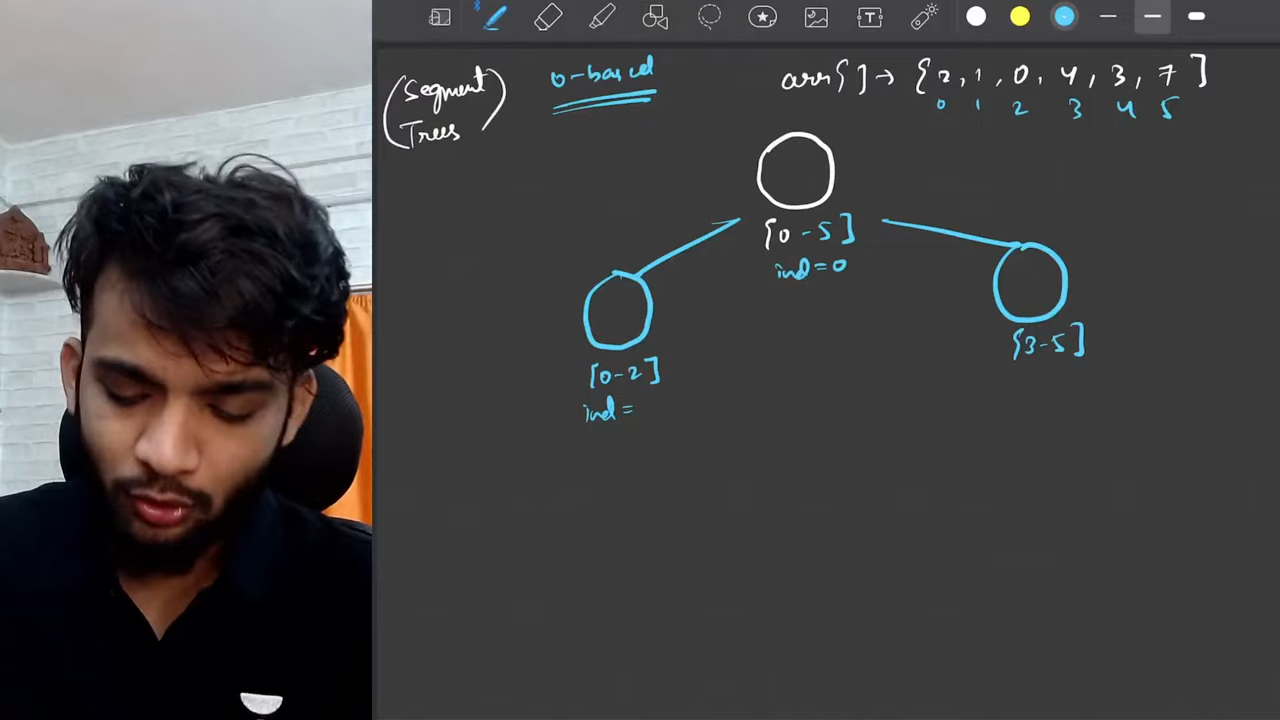 (Segment Trees)
0-based
arr[] → [2, 1, 0, 4, 3, 7]
0 1 2 3 4 5
[0-5]
ind=0
[0-2]
ind=
[3-5]